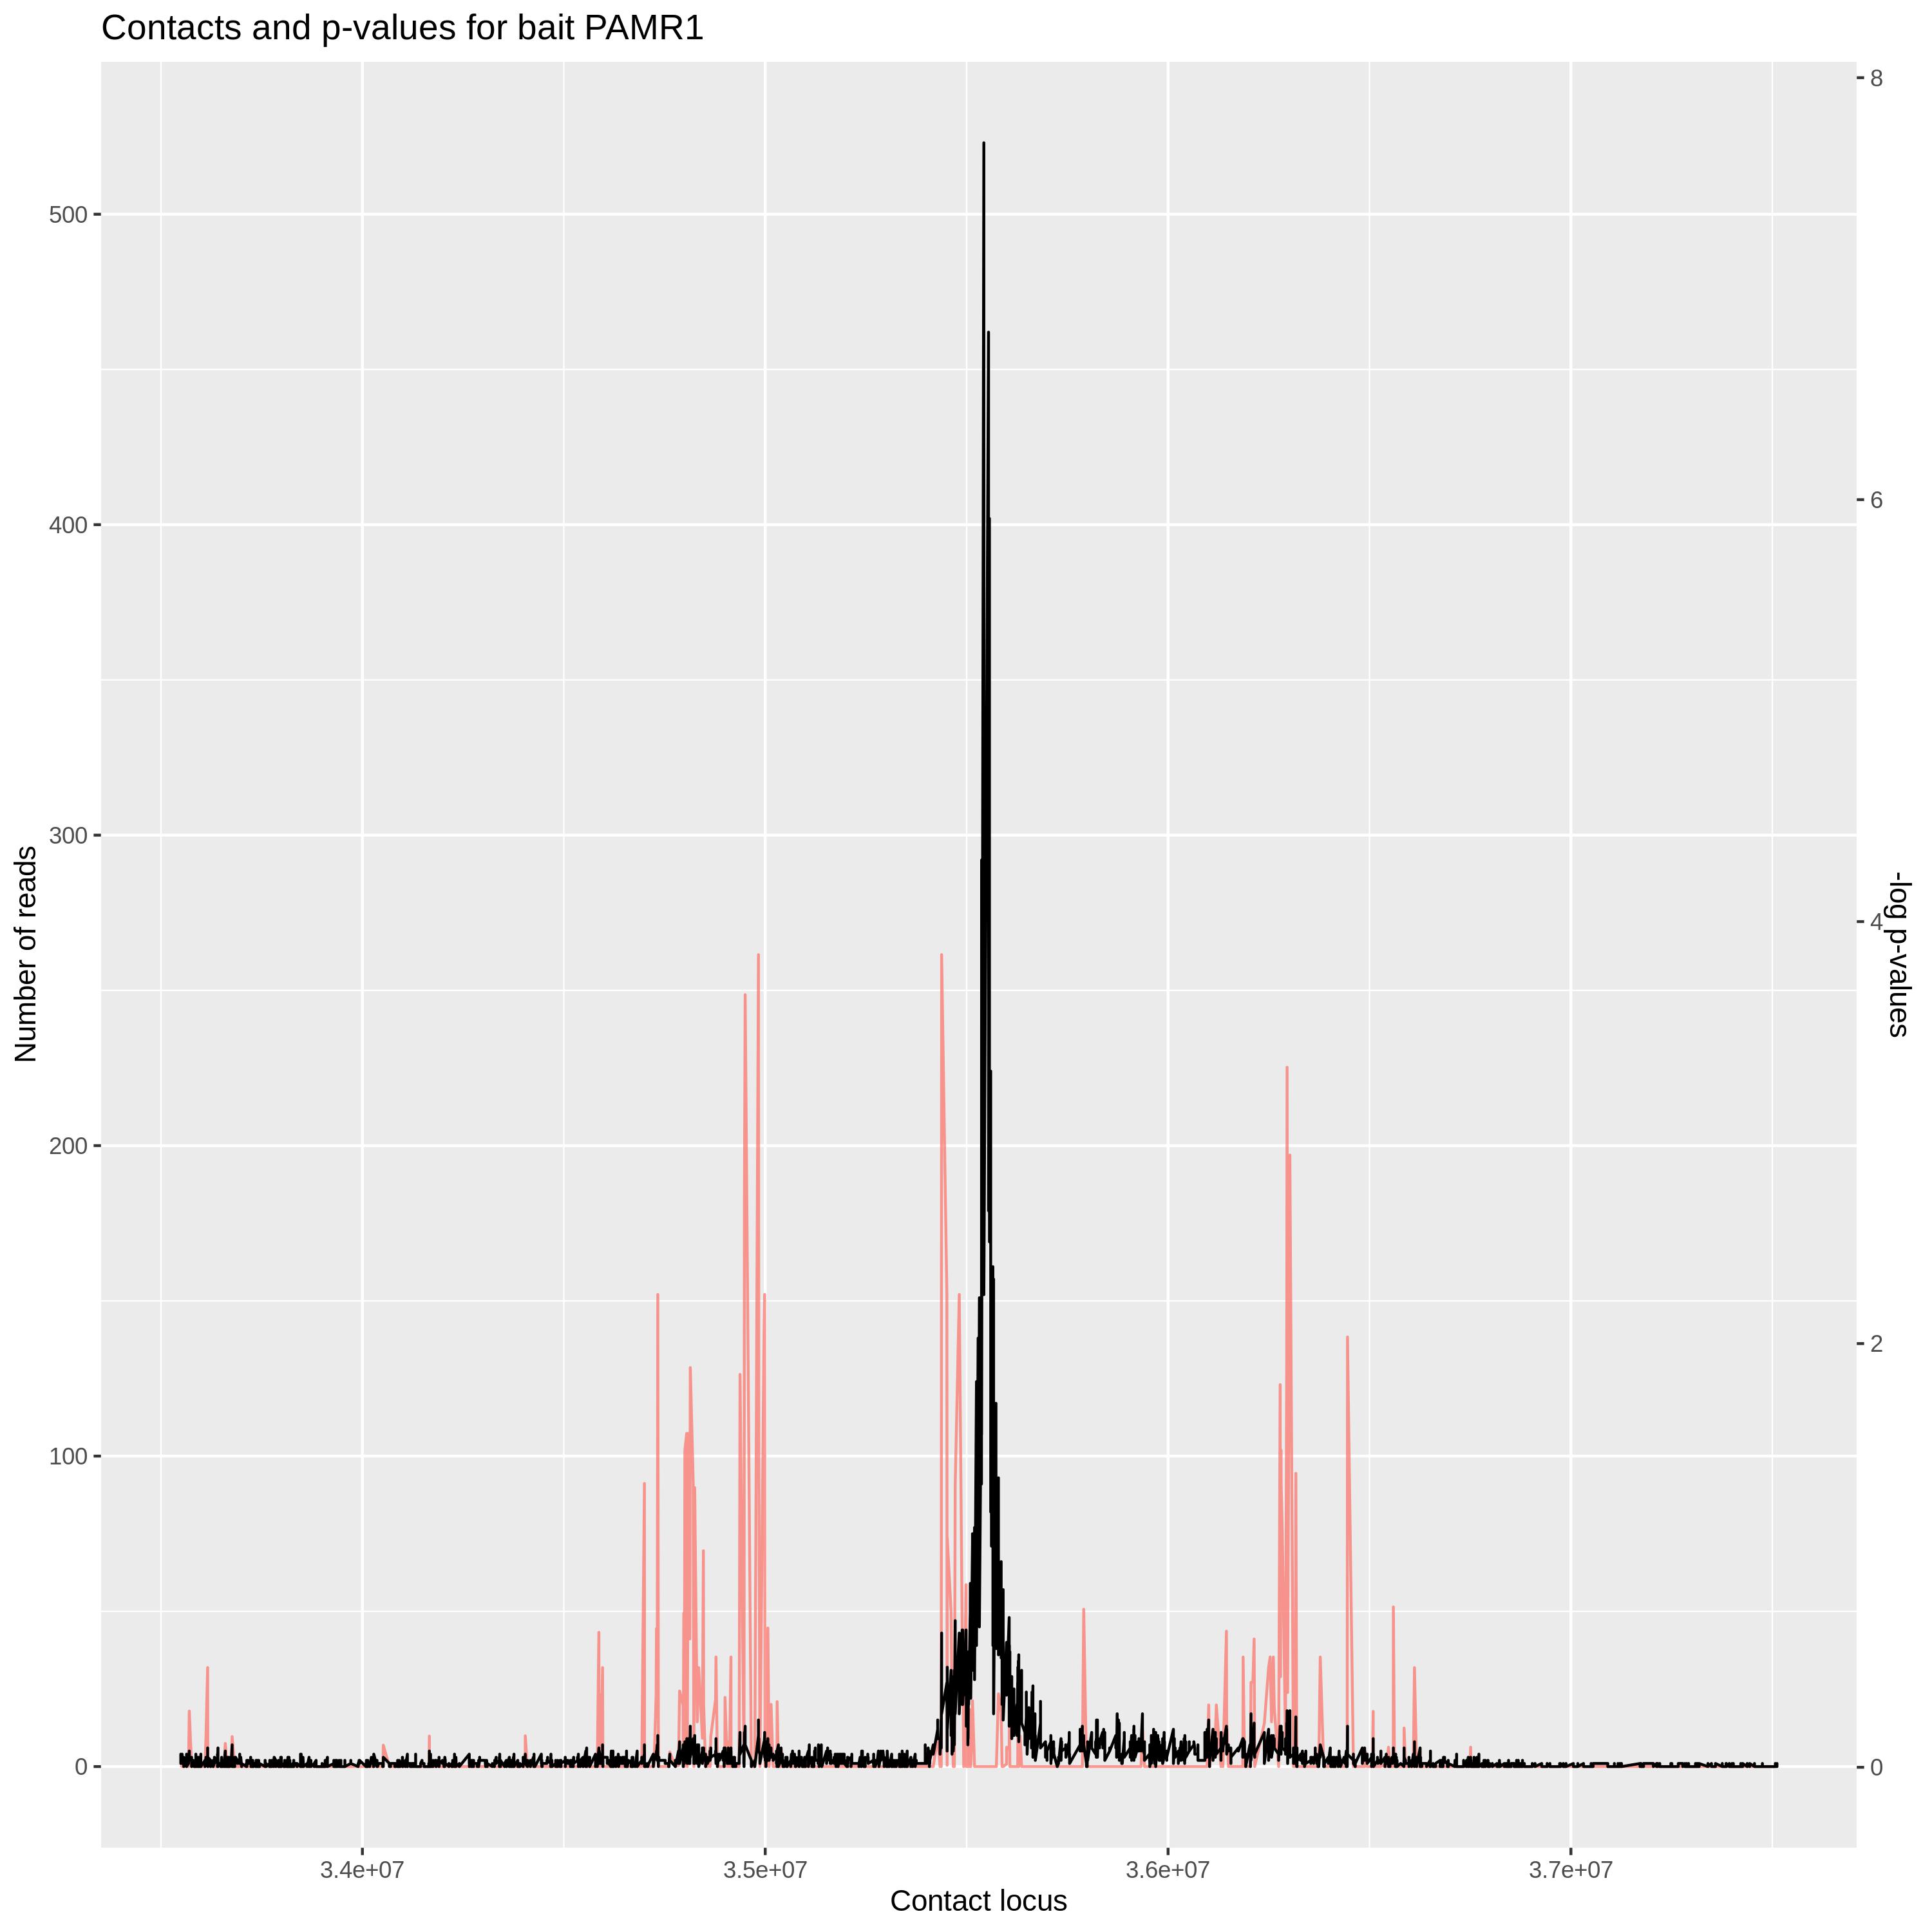 Contacts and p-values for bait PAMR1
8
500
6
400
300
4
Number of reads
-log p-values
200
2
100
0
0
3.4e+07 3.5e+07 3.6e+07 3.7e+07
Contact locus